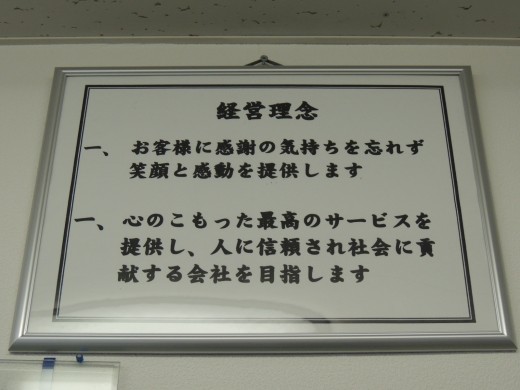 経営理念
一、お客様に感謝の気持ちを忘れず
笑顔と感動を提供します
一、心のこもった最高のサービスを
提供し、人に信頼され社会に貢
献する会社を目指します